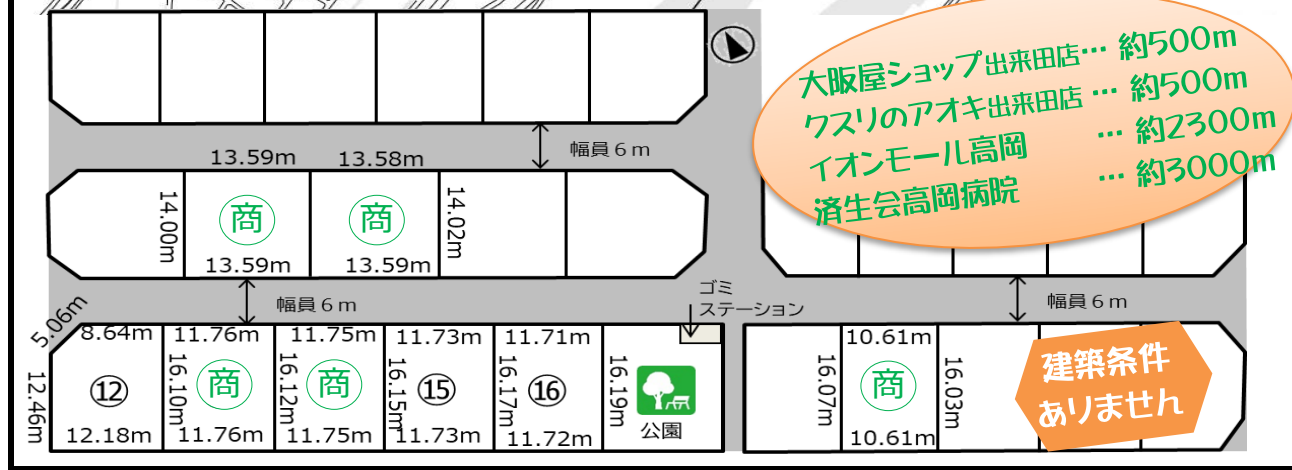 大阪屋ショップ出来田店… 約500m
クスリのアオキ出来田店 … 約500m
イオンモール高岡 … 約2300m
済生会高岡病院 … 約3000m
幅員６ｍ
13.59m 13.58m
14.00m
商
商
14.02m
13.59m 13.59m
幅員６ｍ
ゴミ
ステーション
幅員６ｍ
5.06m
8.64m 11.76m 11.75m 11.73m 11.71m
12.46m
⑫
16.10m
商
16.12m
商
16.15m
⑮
16.17m
⑯
16.19m
公園
12.18m 11.76m 11.75m 11.73m 11.72m
10.61m
16.07m
商
16.03m
10.61m
建築条件
ありません